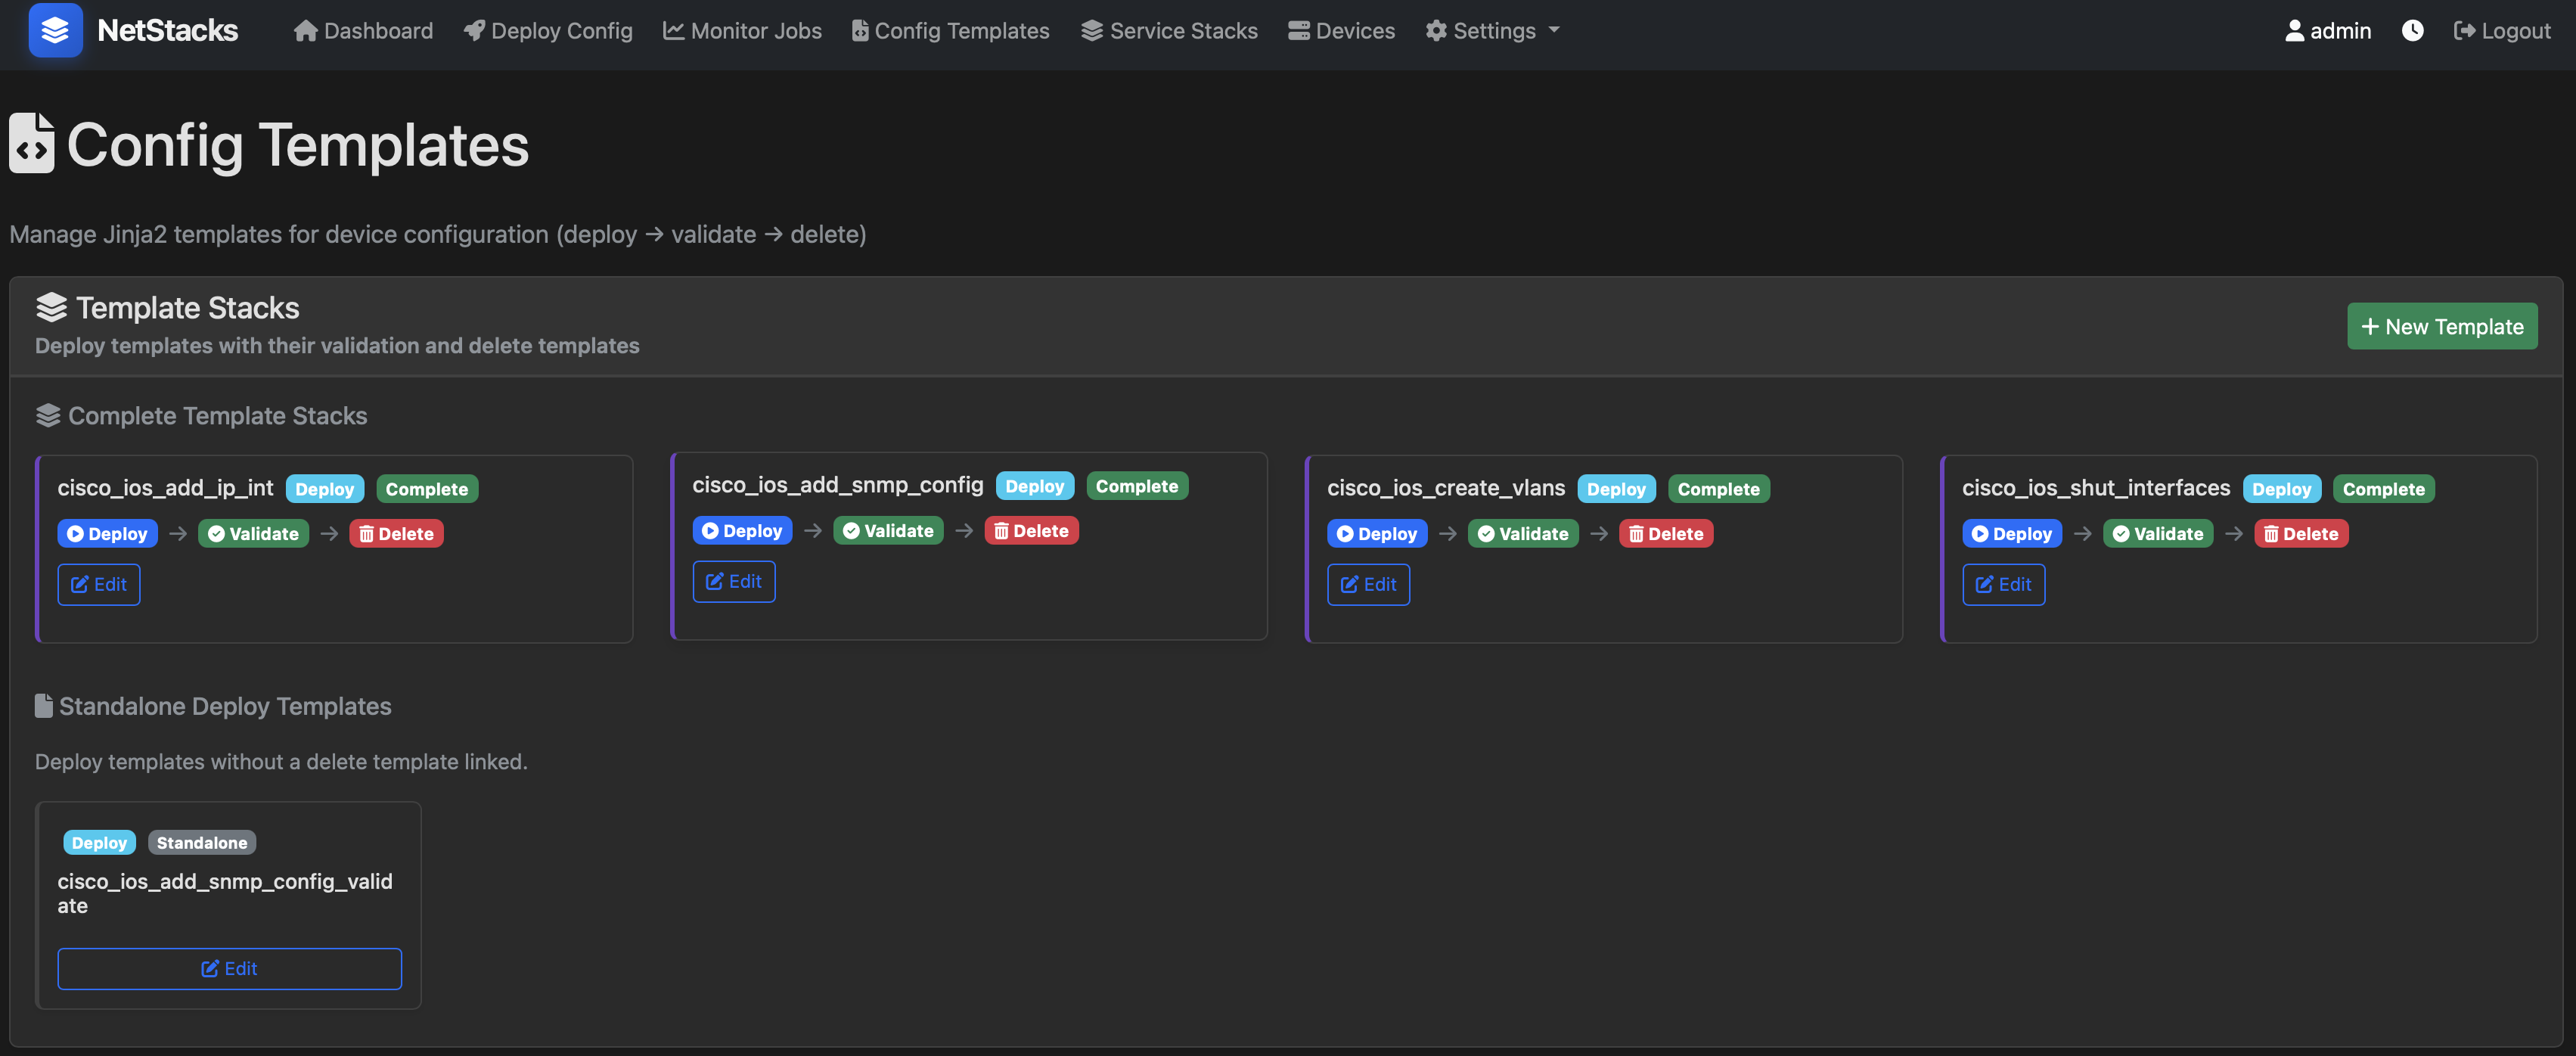 NetStacks Dashboard Deploy Config Monitor Jobs Config Templates Service Stacks Devices Settings admin Logout
Config Templates
Manage Jinja2 templates for device configuration (deploy → validate → delete)
Template Stacks
Deploy templates with their validation and delete templates
+ New Template
Complete Template Stacks
cisco_ios_add_ip_int Deploy Complete
Deploy → Validate → Delete
Edit
cisco_ios_add_snmp_config Deploy Complete
Deploy → Validate → Delete
Edit
cisco_ios_create_vlans Deploy Complete
Deploy → Validate → Delete
Edit
cisco_ios_shut_interfaces Deploy Complete
Deploy → Validate → Delete
Edit
Standalone Deploy Templates
Deploy templates without a delete template linked.
Deploy Standalone
cisco_ios_add_snmp_config_valid
ate
Edit